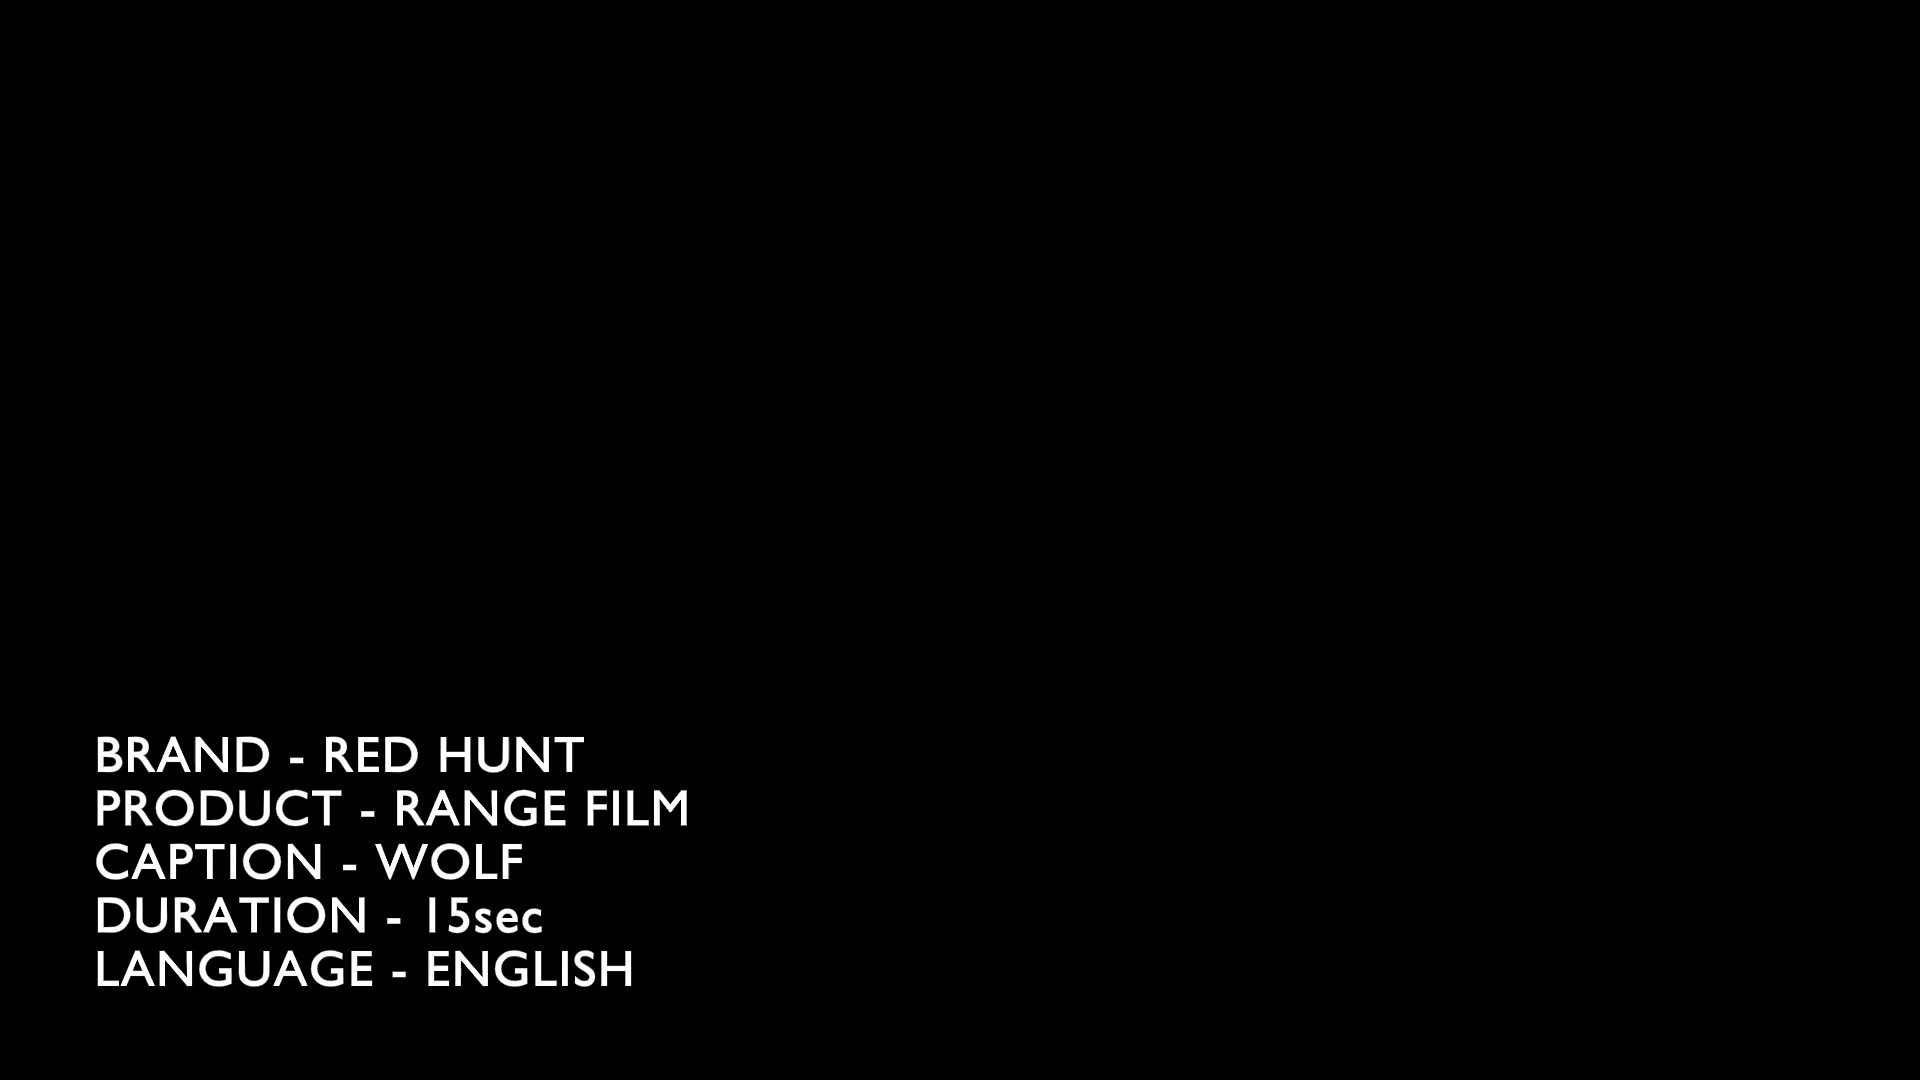 BRAND - RED HUNT
PRODUCT - RANGE FILM
CAPTION - WOLF
DURATION - 15sec
LANGUAGE - ENGLISH